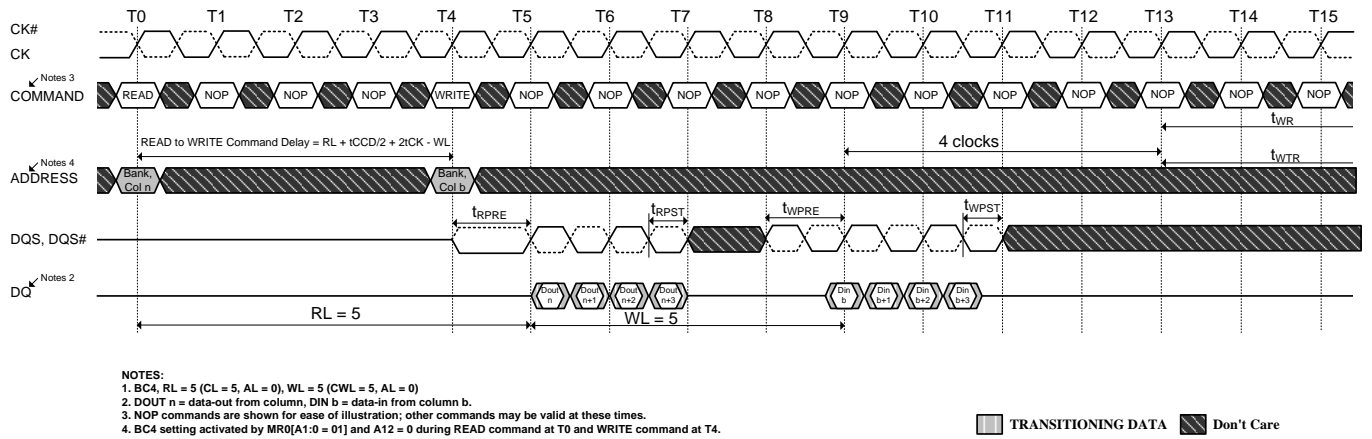 T0 T1 T2 T3 T4 T5 T6 T7 T8 T9 T10 T11 T12 T13 T14 T15
CK#
CK
Notes 3
COMMAND
READ NOP NOP NOP WRITE NOP NOP NOP NOP NOP NOP NOP NOP NOP NOP NOP
tWR
READ to WRITE Command Delay = RL + tCCD/2 + 2tCK - WL
4 clocks
tWTR
Notes 4
ADDRESS
Bank, Col n
Bank, Col b
tRPRE tRPST tWPRE tWPST
DQS, DQS#
Notes 2
DQ
Dout n
Dout n+1
Dout n+2
Dout n+3
Din b
Din b+1
Din b+2
Din b+3
RL = 5
WL = 5
NOTES:
1. BC4, RL = 5 (CL = 5, AL = 0), WL = 5 (CWL = 5, AL = 0)
2. DOUT n = data-out from column, DIN b = data-in from column b.
3. NOP commands are shown for ease of illustration; other commands may be valid at these times.
4. BC4 setting activated by MR0[A1:0 = 01] and A12 = 0 during READ command at T0 and WRITE command at T4.
TRANSITIONING DATA
Don't Care